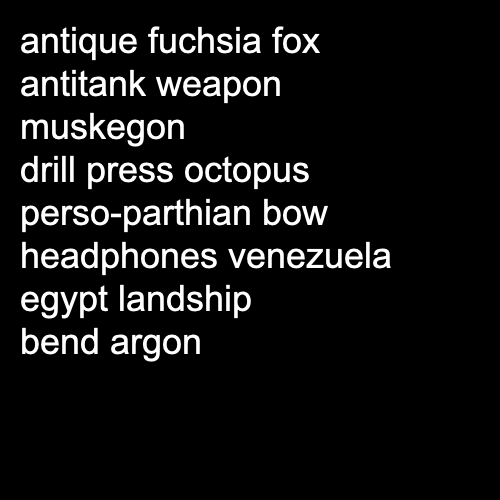 antique fuchsia fox
antitank weapon
muskegon
drill press octopus
perso-parthian bow
headphones venezuela
egypt landship
bend argon